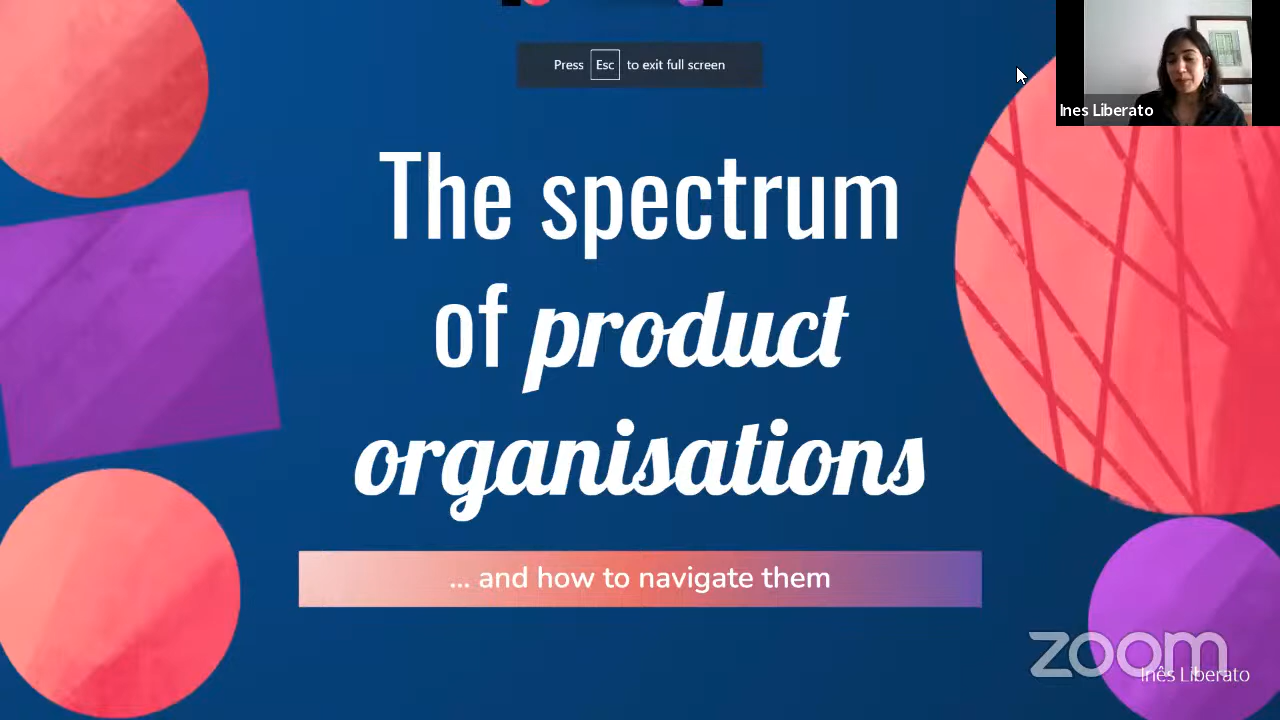 Press Esc to exit full screen
Ines Liberato
The spectrum
of product
organisations
... and how to navigate them
zoom
Inês Liberato